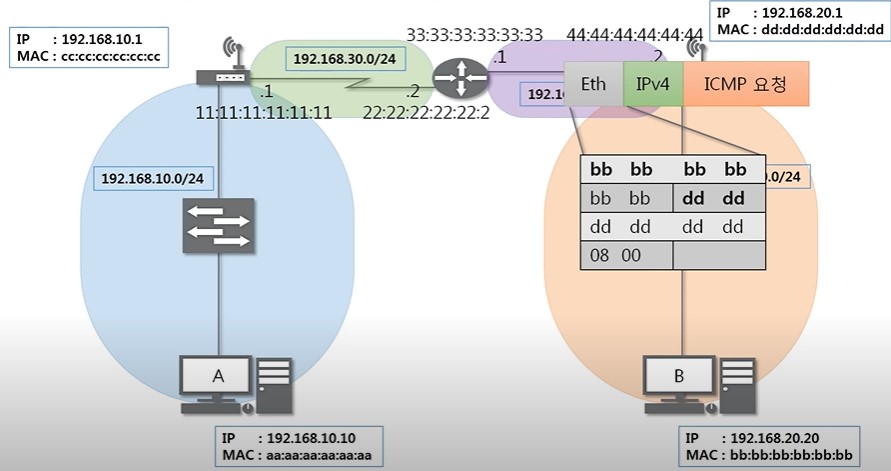 IP : 192.168.10.1
MAC : cc:cc:cc:cc:cc:cc
33:33:33:33:33:33
44:44:44:44:44:44
IP : 192.168.20.1
MAC : dd:dd:dd:dd:dd:dd
192.168.30.0/24
.1
.2
.1
.2
11:11:11:11:11:11
22:22:22:22:22:2
Eth IPv4 ICMP 요청
bb bb bb bb
bb bb dd dd
dd dd dd dd
08 00
192.168.10.0/24
.0/24
A
B
IP : 192.168.10.10
MAC : aa:aa:aa:aa:aa:aa
IP : 192.168.20.20
MAC : bb:bb:bb:bb:bb:bb